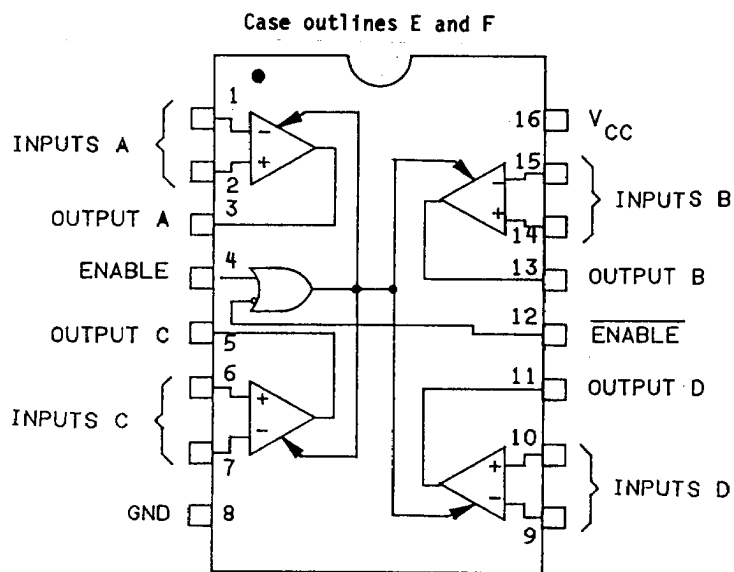 Case outlines E and F
1
INPUTS A
−
+
2
3
OUTPUT A
ENABLE
4
OUTPUT C
5
6
INPUTS C
+
−
7
GND
8
16
VCC
15
INPUTS B
−
+
14
13
OUTPUT B
12
ENABLE
11
OUTPUT D
10
INPUTS D
+
−
9